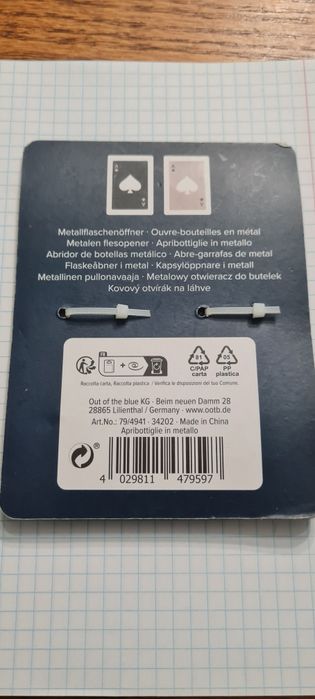 Metallflaschenöffner · Ouvre-bouteilles en métal
Metalen flesopener · Apribottiglie in metallo
Abridor de botellas metálico · Abre-garrafas de metal
Flaskeåbner i metal · Kapsylöppnare i metall
Metallinen pullonavaaja · Metalowy otwieracz do butelek
Kovový otvírák na láhve
81
C/PAP
carta
05
PP
plastica
Raccolta carta, Raccolta plastica / Verifica le disposizioni del tuo Comune.
Out of the blue KG · Beim neuen Damm 28
28865 Lilienthal / Germany · www.ootb.de
Art.No.: 79/4941 · 34202 · Made in China
Apribottiglie in metallo
4 029811 479597